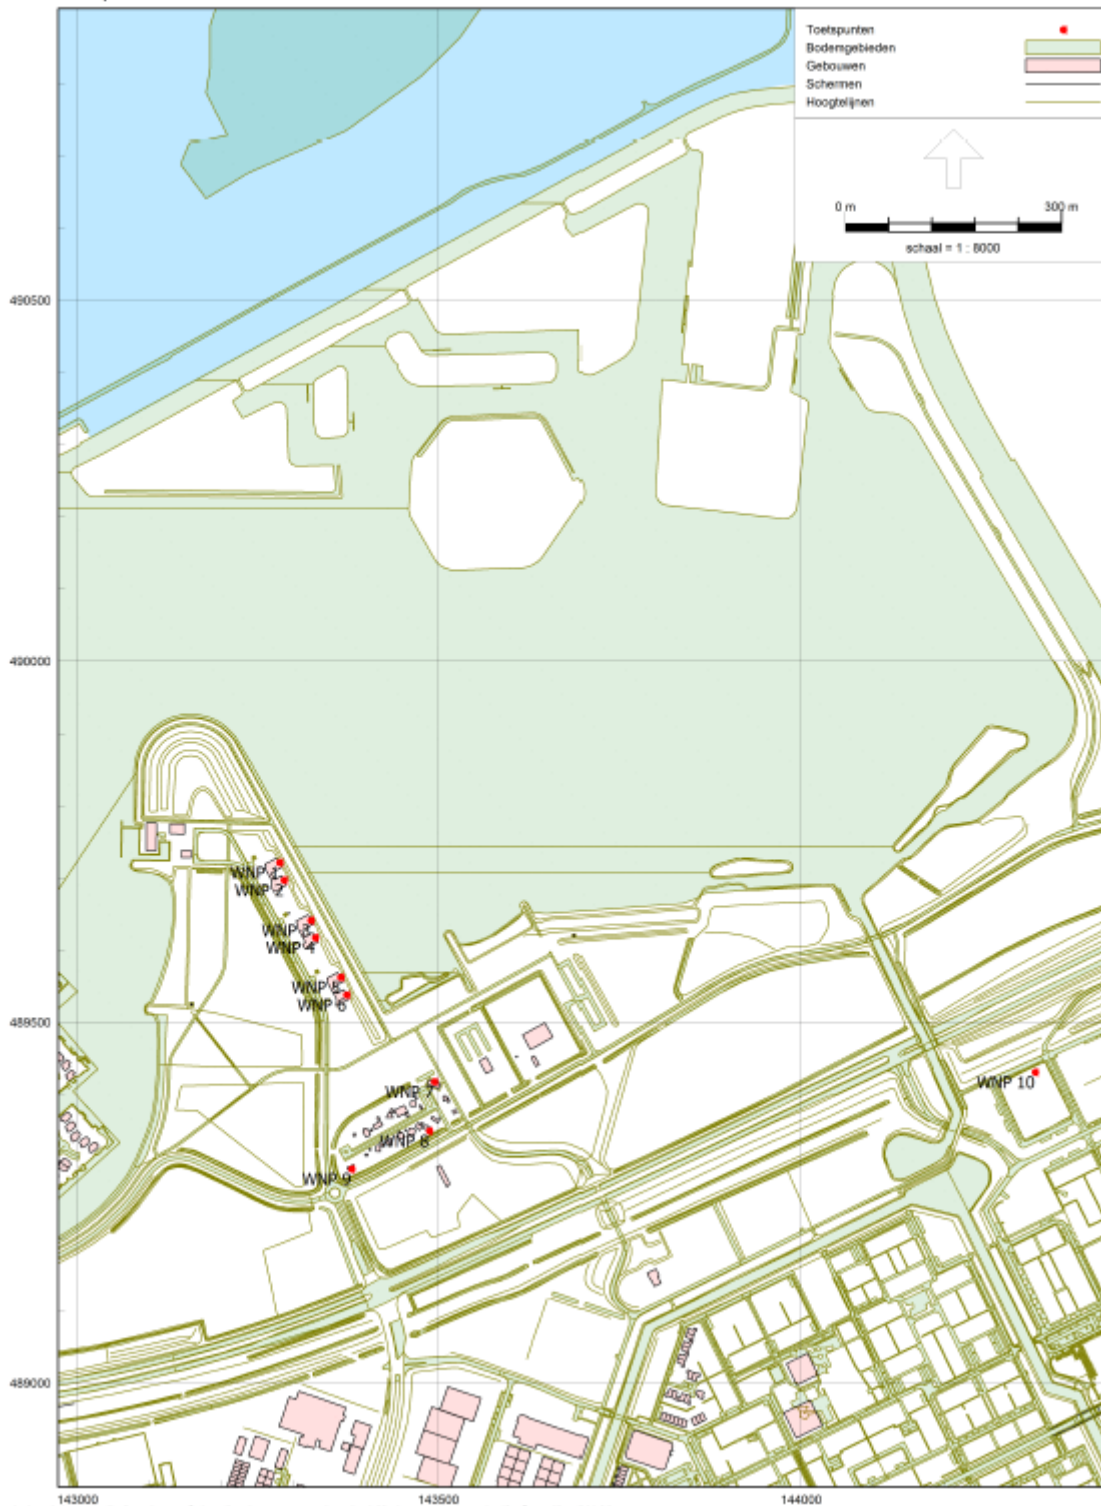 Toetspunten
Bodemgebieden
Gebouwen
Schermen
Hoogtelijnen
0 m 300 m
schaal = 1 : 8000
490500
490000
WNP 1
WNP 2
WNP 3
WNP 4
WNP 5
WNP 6
489500
WNP 7
WNP 10
WNP 8
WNP 9
489000
143000 143500 144000